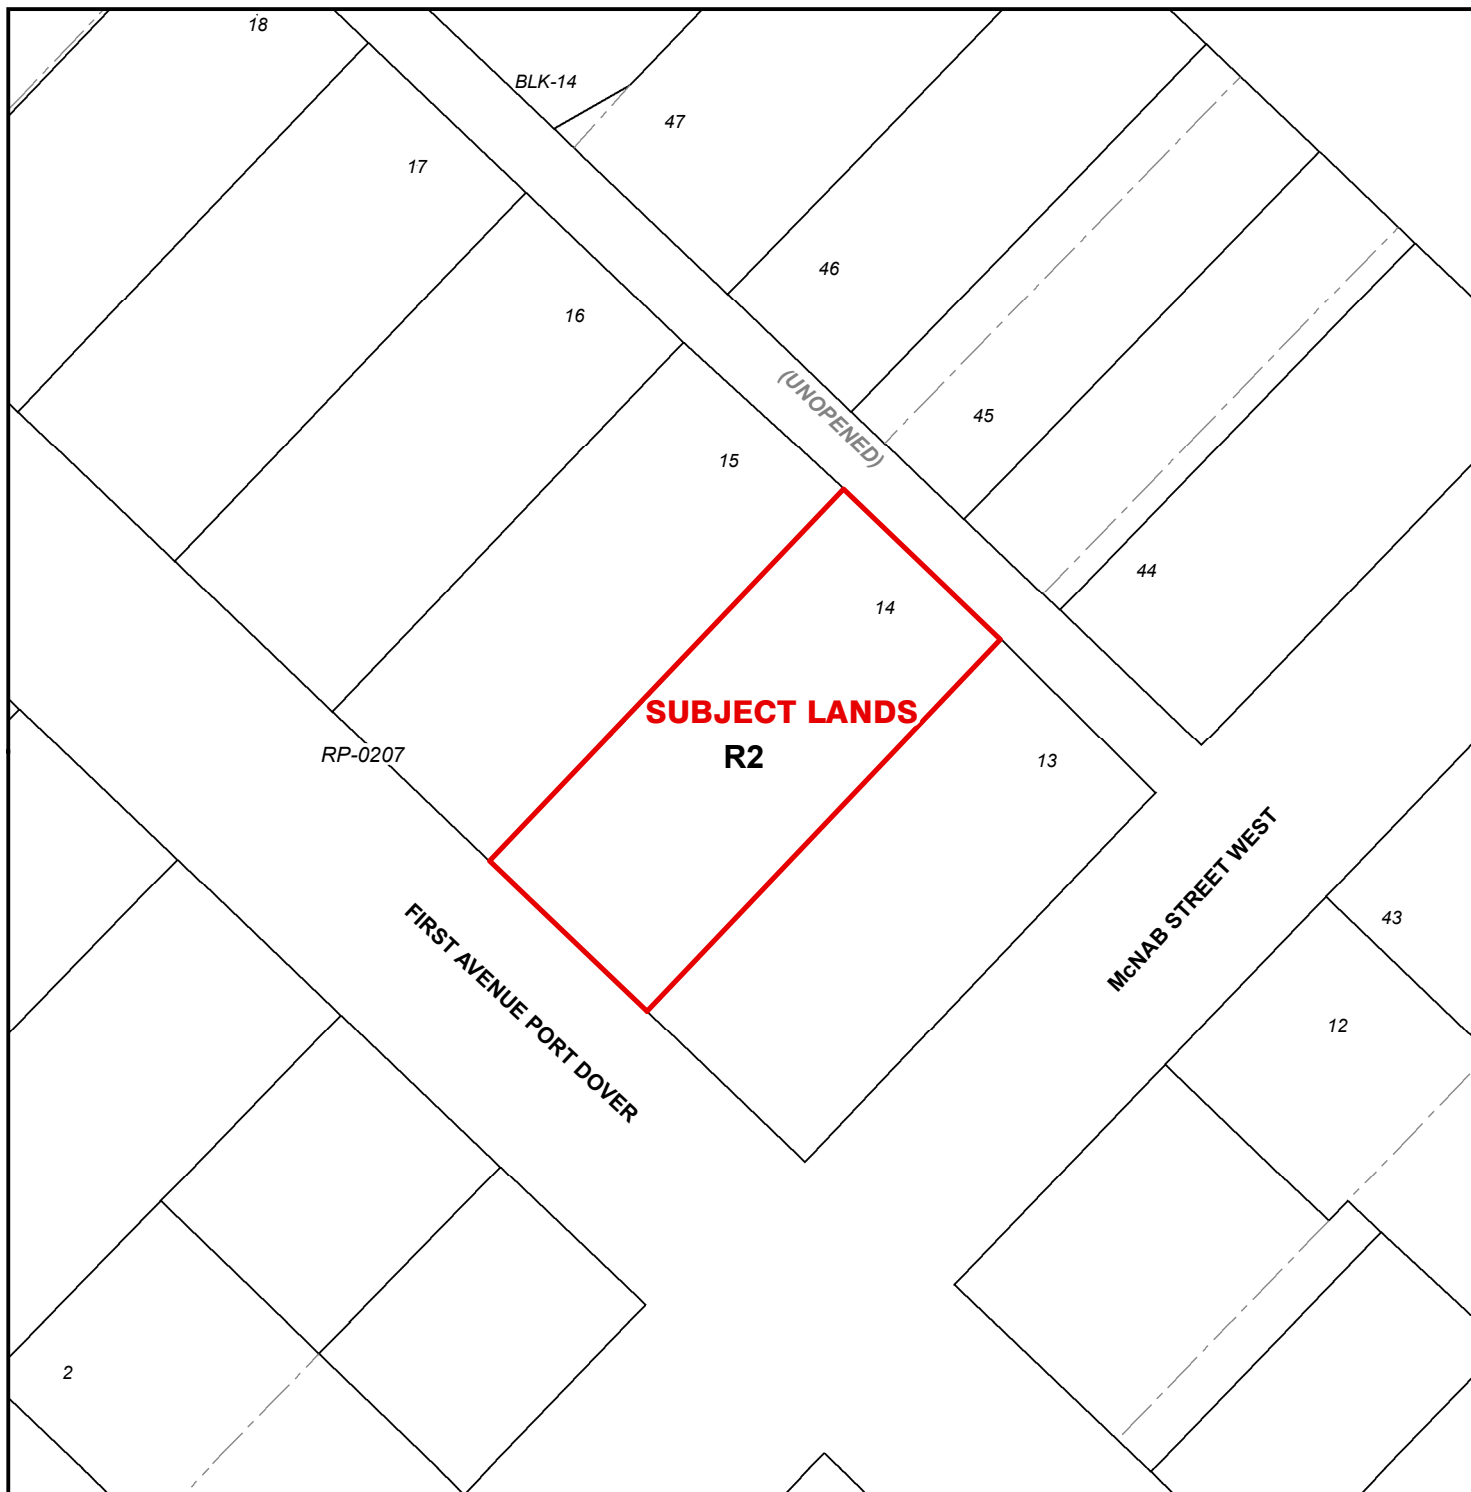 18
BLK-14
47
17
46
16
(UNOPENED)
45
15
44
14
SUBJECT LANDS
R2
RP-0207
13
McNAB STREET WEST
43
FIRST AVENUE PORT DOVER
12
2